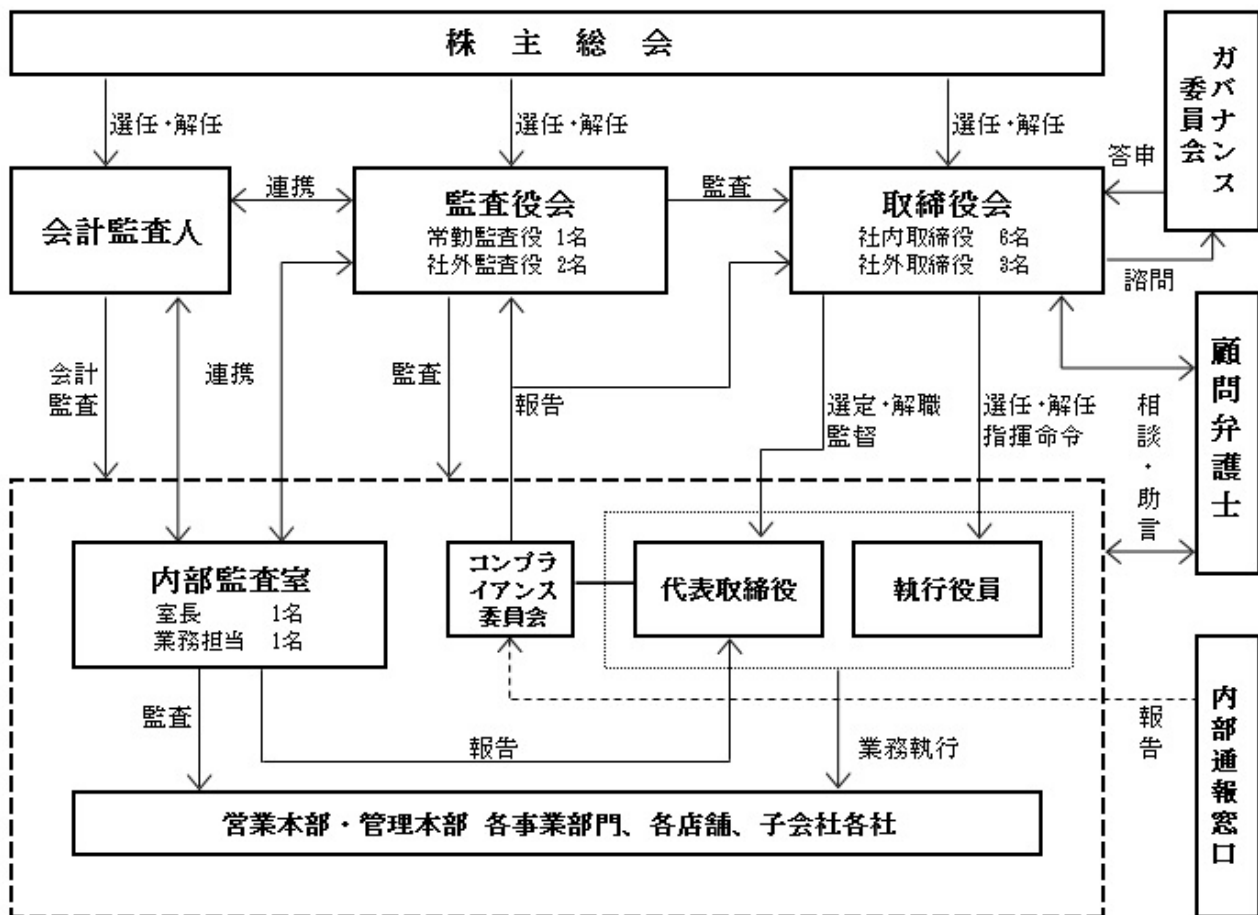 株主総会
ガバナンス
委員会
選任・解任
選任・解任
選任・解任
答申
会計監査人
連携
監査役会
常勤監査役 1名
社外監査役 2名
監査
取締役会
社内取締役 6名
社外取締役 3名
諮問
会計
監査
連携
監査
報告
選定・解職
監督
選任・解任
指揮命令
相談・助言
顧問弁護士
内部監査室
室長 1名
業務担当 1名
コンプラ
イアンス
委員会
代表取締役
執行役員
監査
報告
業務執行
報告
内部通報窓口
営業本部・管理本部 各事業部門、各店舗、子会社各社